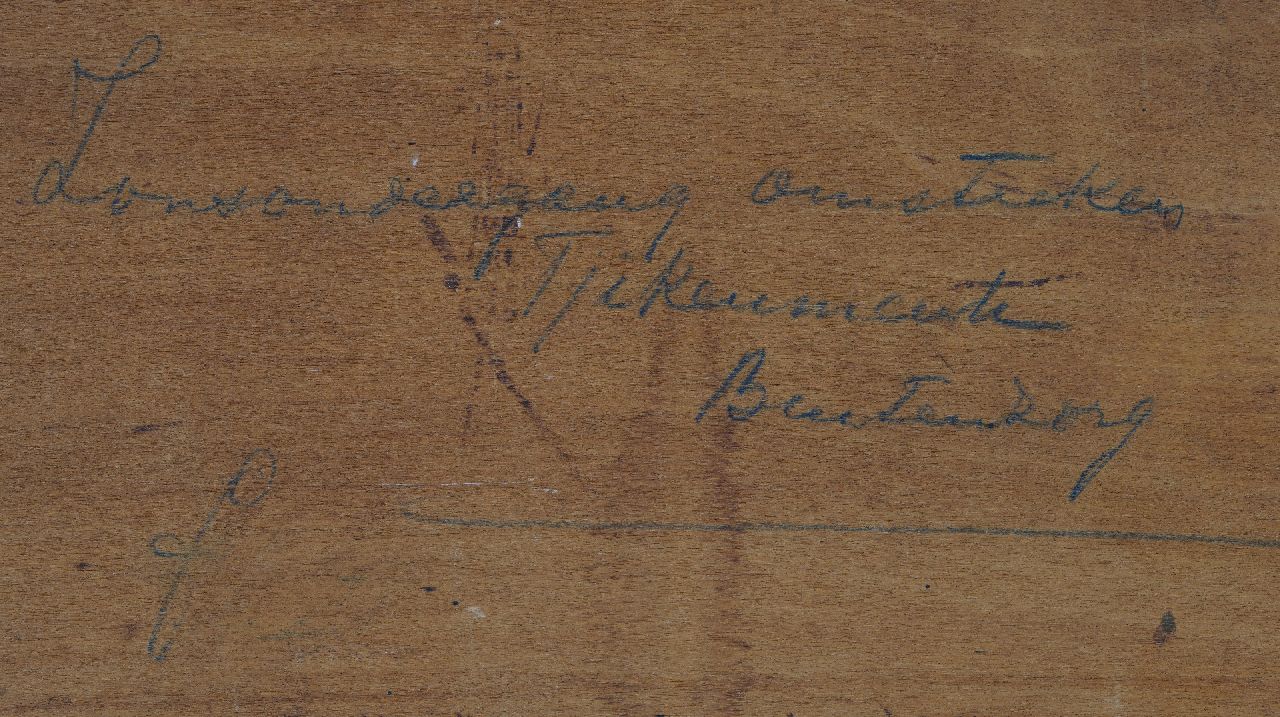 Zonsondergang omstreken
Tjikeumeuh
Buitenzorg